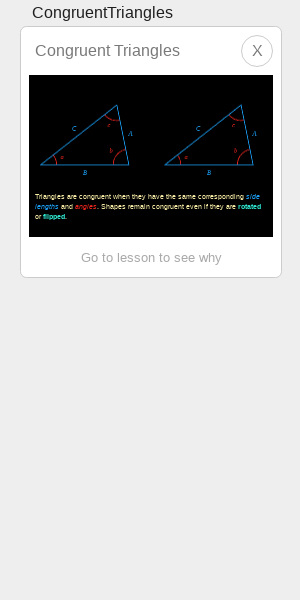 CongruentTriangles
Congruent Triangles
X
C
A
B
a
b
c
C
A
B
a
b
c
Triangles are congruent when they have the same corresponding side
lengths and angles. Shapes remain congruent even if they are rotated
or flipped.
Go to lesson to see why